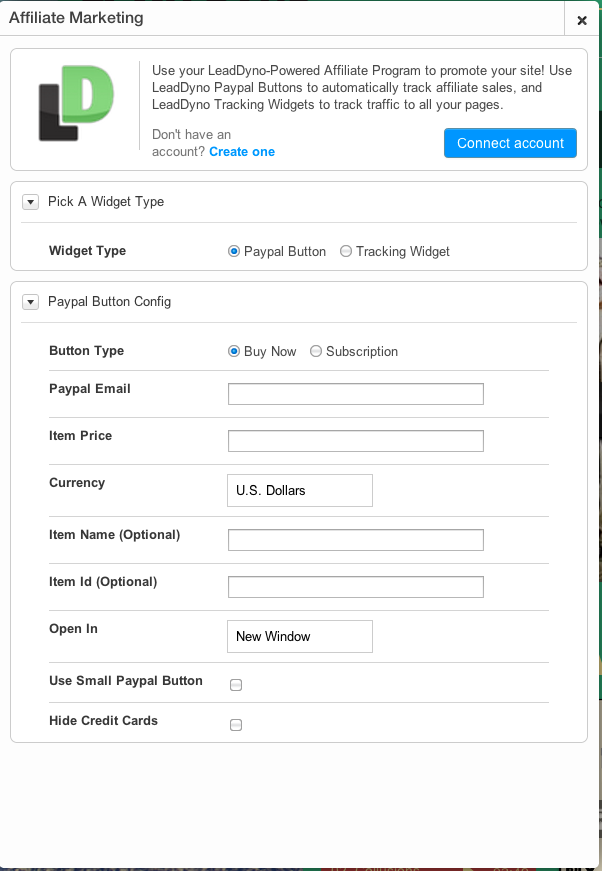 Affiliate Marketing
×
LD
Use your LeadDyno-Powered Affiliate Program to promote your site! Use
LeadDyno Paypal Buttons to automatically track affiliate sales, and
LeadDyno Tracking Widgets to track traffic to all your pages.
Don't have an
account? Create one
Connect account
Pick A Widget Type
Widget Type Paypal Button Tracking Widget
Paypal Button Config
Button Type Buy Now Subscription
Paypal Email
Item Price
Currency U.S. Dollars
Item Name (Optional)
Item Id (Optional)
Open In New Window
Use Small Paypal Button
Hide Credit Cards